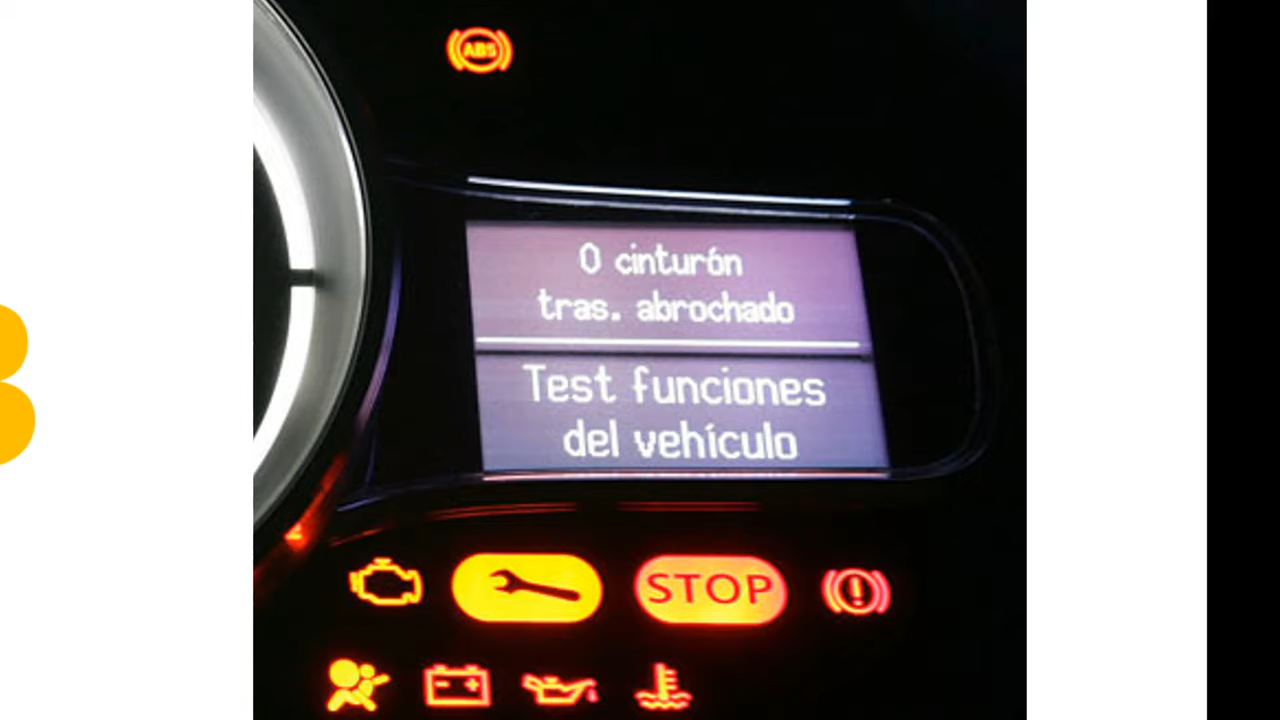 ABS
0 cinturón
tras. abrochado
Test funciones
del vehículo
STOP